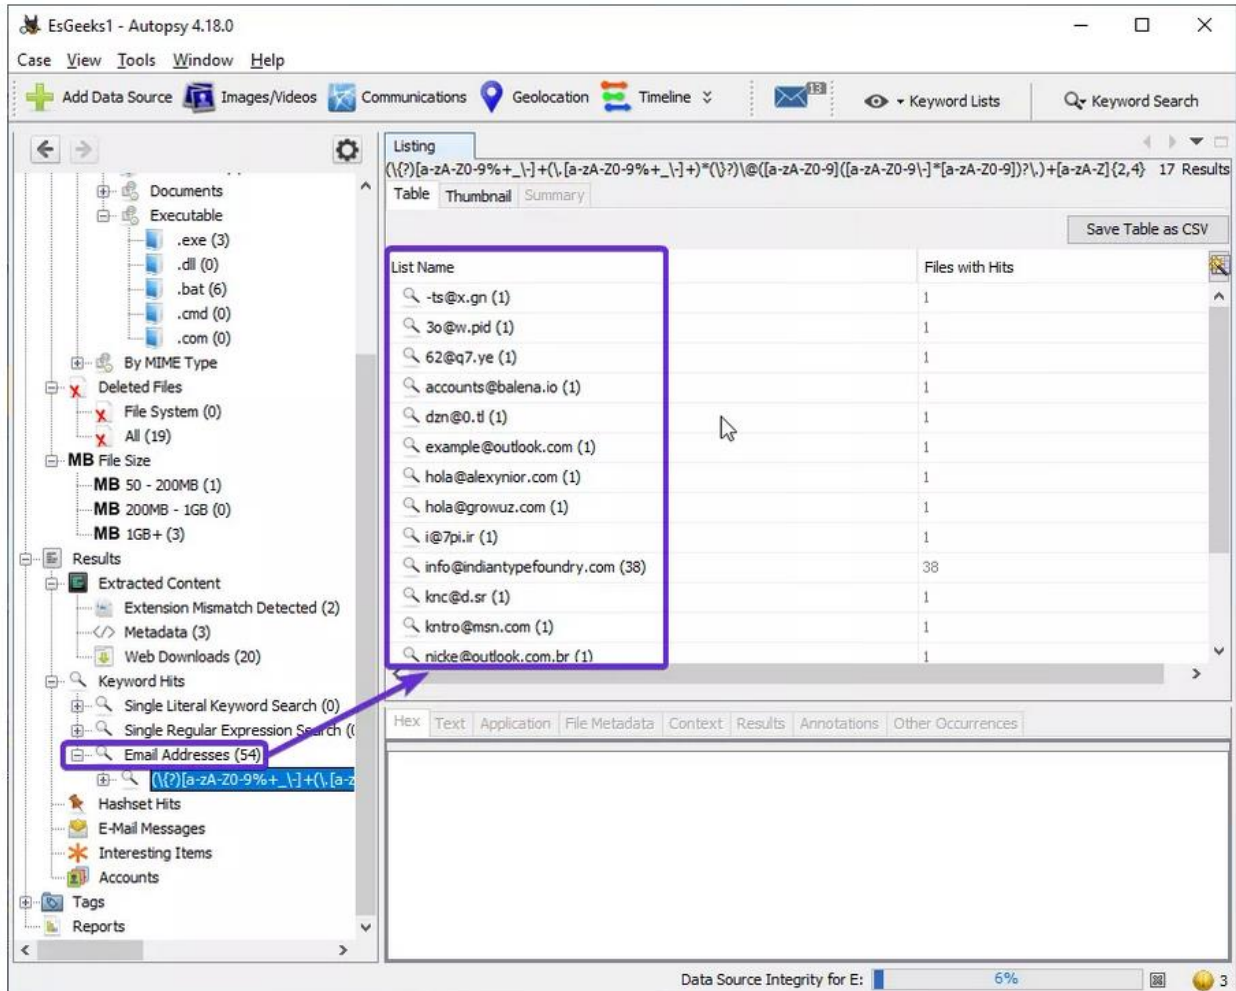 EsGeeks1 - Autopsy 4.18.0
Case View Tools Window Help
Add Data Source Images/Videos Communications Geolocation Timeline 13 Keyword Lists Keyword Search
Documents
Executable
.exe (3)
.dll (0)
.bat (6)
.cmd (0)
.com (0)
By MIME Type
Deleted Files
File System (0)
All (19)
MB File Size
MB 50 - 200MB (1)
MB 200MB - 1GB (0)
MB 1GB+ (3)
Results
Extracted Content
Extension Mismatch Detected (2)
Metadata (3)
Web Downloads (20)
Keyword Hits
Single Literal Keyword Search (0)
Single Regular Expression Search (0
Email Addresses (54)
(\{?)[a-zA-Z0-9%+_\-]+(\.[a-z
Hashset Hits
E-Mail Messages
Interesting Items
Accounts
Tags
Reports
Listing
(\{?)[a-zA-Z0-9%+_\-]+(\.[a-zA-Z0-9%+_\-]+)*(\}?)\@([a-zA-Z0-9]([a-zA-Z0-9\-]*[a-zA-Z0-9])?\.)+[a-zA-Z]{2,4} 17 Results
Table Thumbnail Summary
Save Table as CSV
List Name Files with Hits
-ts@x.gn (1) 1
3o@w.pid (1) 1
62@q7.ye (1) 1
accounts@balena.io (1) 1
dzn@0.tl (1) 1
example@outlook.com (1) 1
hola@alexynior.com (1) 1
hola@growuz.com (1) 1
i@7pi.ir (1) 1
info@indiantypefoundry.com (38) 38
knc@d.sr (1) 1
kntro@msn.com (1) 1
nicke@outlook.com.br (1) 1
Hex Text Application File Metadata Context Results Annotations Other Occurrences
Data Source Integrity for E: 6% 3